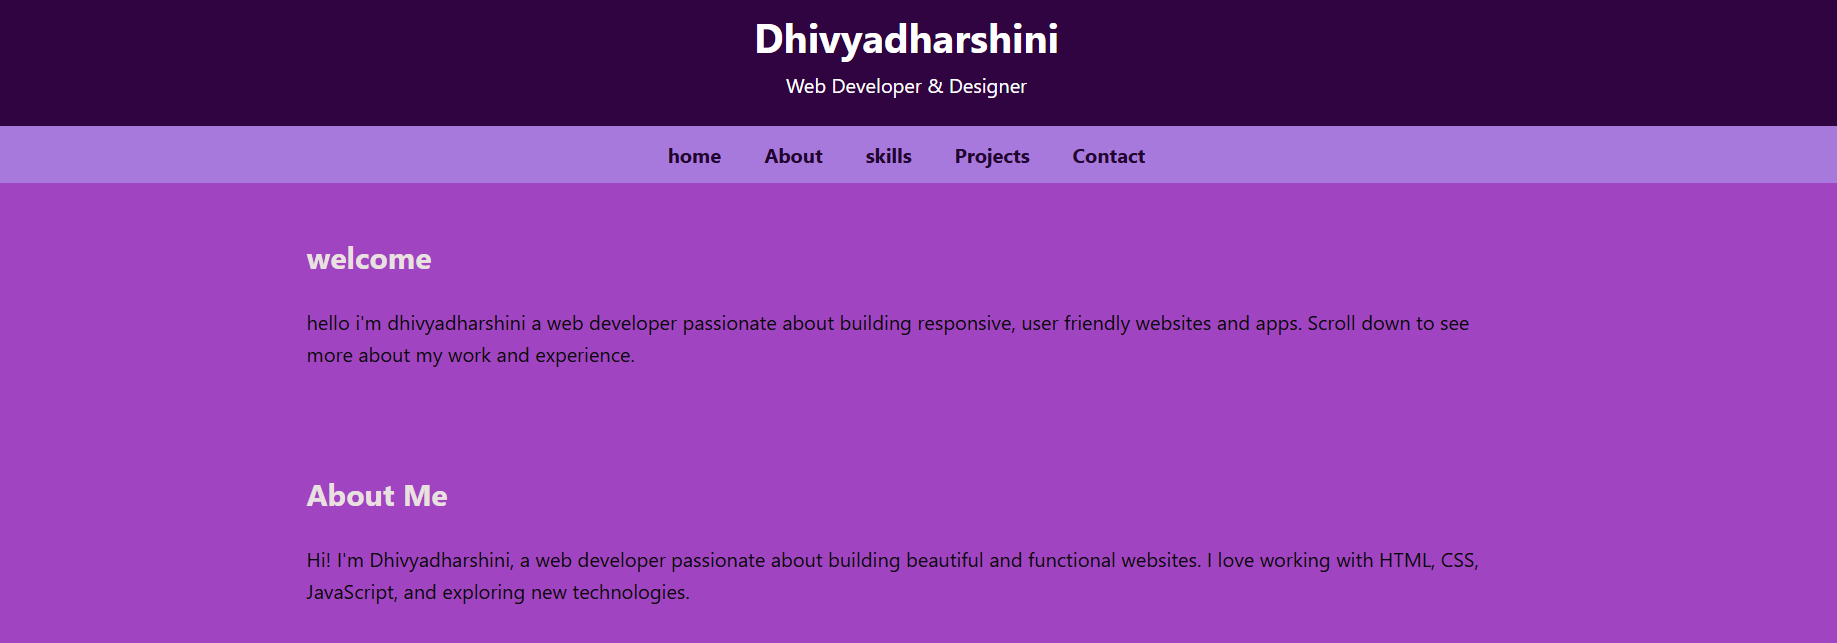 Dhivyadharshini
Web Developer & Designer
home About skills Projects Contact
welcome
hello i'm dhivyadharshini a web developer passionate about building responsive, user friendly websites and apps. Scroll down to see
more about my work and experience.
About Me
Hi! I'm Dhivyadharshini, a web developer passionate about building beautiful and functional websites. I love working with HTML, CSS,
JavaScript, and exploring new technologies.